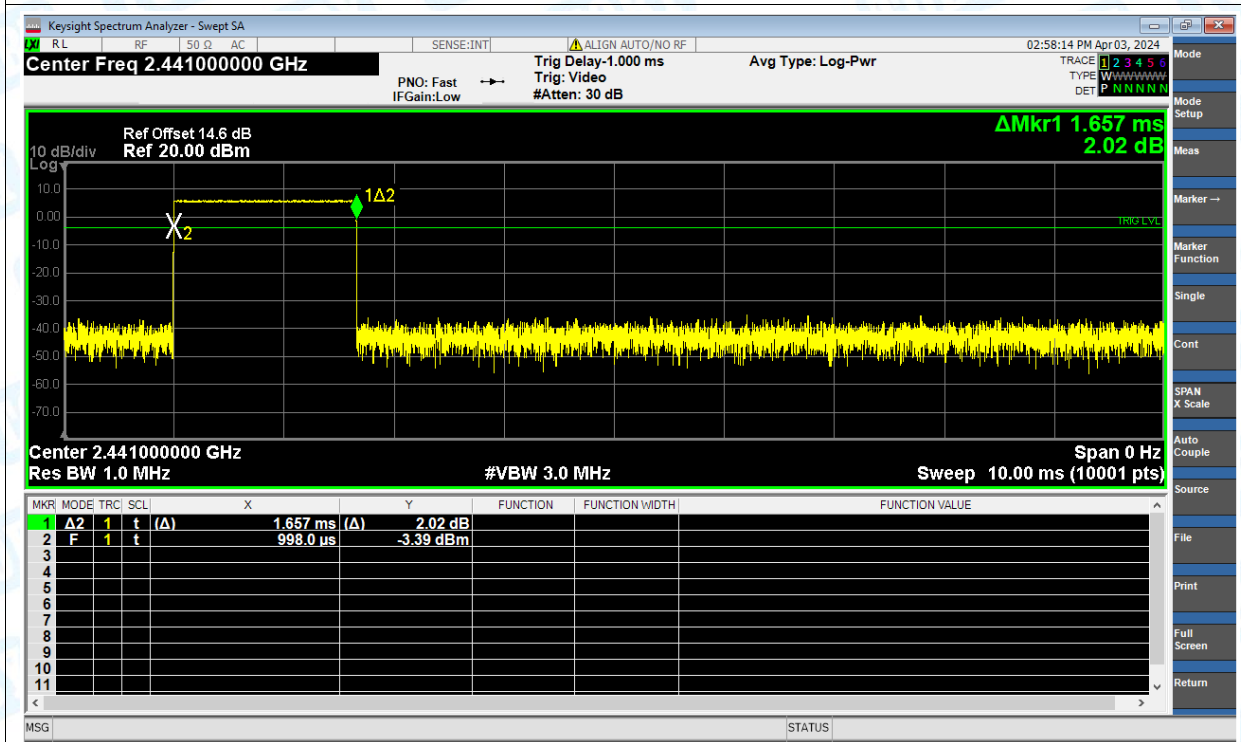 Keysight Spectrum Analyzer - Swept SA
LXI RL RF 50 Ω AC SENSE:INT ALIGN AUTO/NO RF 02:58:14 PM Apr 03, 2024
Center Freq 2.441000000 GHz
PNO: Fast
IFGain:Low
Trig Delay-1.000 ms
Trig: Video
#Atten: 30 dB
Avg Type: Log-Pwr
TRACE 1 2 3 4 5 6
TYPE WWWWWW
DET P N N N N N
ΔMkr1 1.657 ms
2.02 dB
Ref Offset 14.6 dB
10 dB/div Ref 20.00 dBm
Log
10.0
0.00
-10.0
-20.0
-30.0
-40.0
-50.0
-60.0
-70.0
1Δ2
X2
TRIG LVL
Center 2.441000000 GHz Span 0 Hz
Res BW 1.0 MHz #VBW 3.0 MHz Sweep 10.00 ms (10001 pts)
MKR MODE TRC SCL X Y FUNCTION FUNCTION WIDTH FUNCTION VALUE
1 Δ2 1 t (Δ) 1.657 ms (Δ) 2.02 dB
2 F 1 t 998.0 µs -3.39 dBm
3
4
5
6
7
8
9
10
11
MSG STATUS
Mode
Mode
Setup
Meas
Marker →
Marker
Function
Single
Cont
SPAN
X Scale
Auto
Couple
Source
File
Print
Full
Screen
Return